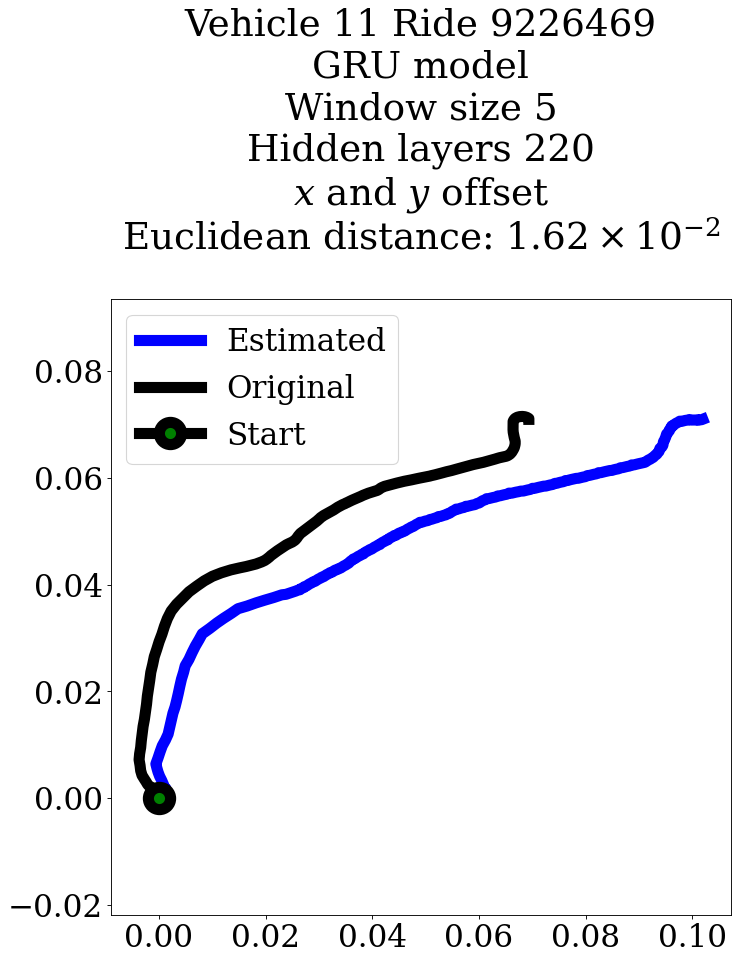 Vehicle 11 Ride 9226469
GRU model
Window size 5
Hidden layers 220
x and y offset
Euclidean distance: 1.62 × 10⁻²
Estimated
Original
Start
0.08
0.06
0.04
0.02
0.00
−0.02
0.00 0.02 0.04 0.06 0.08 0.10